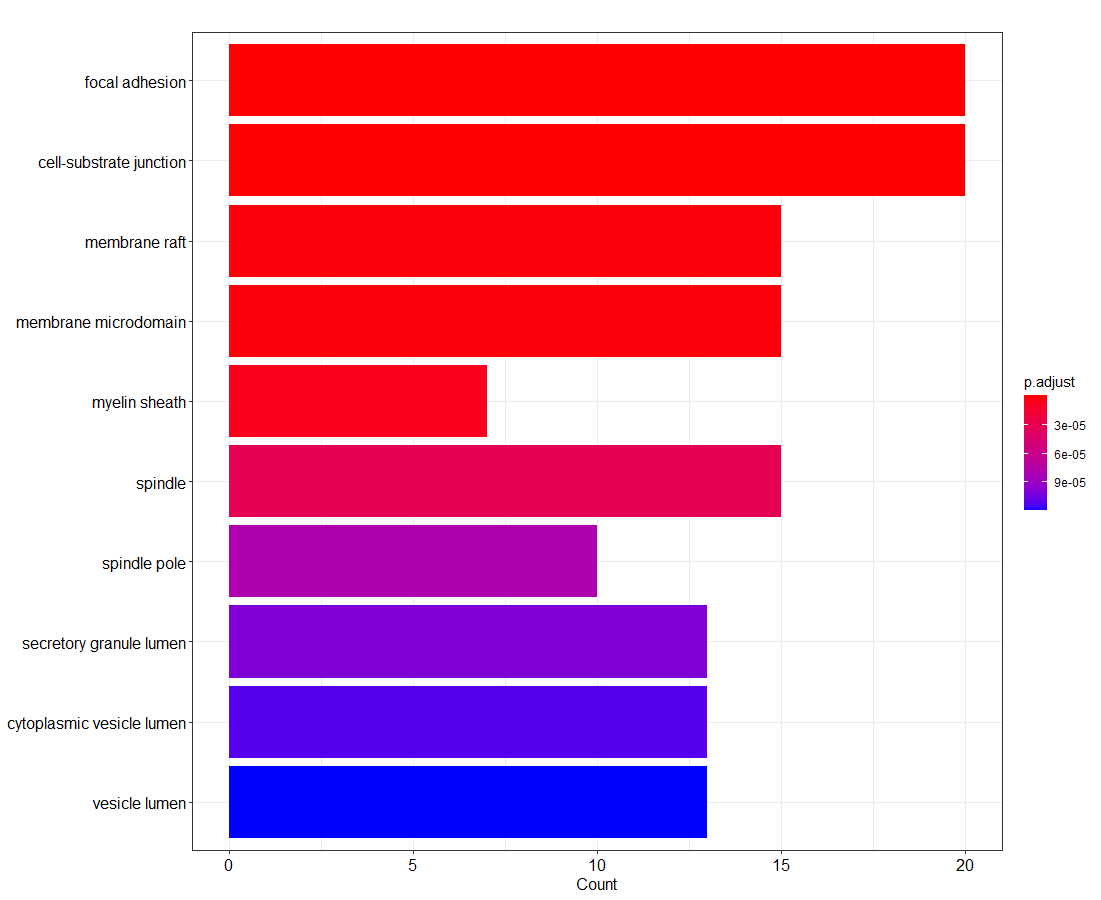 focal adhesion
cell-substrate junction
membrane raft
membrane microdomain
myelin sheath
spindle
spindle pole
secretory granule lumen
cytoplasmic vesicle lumen
vesicle lumen
0 5 10 15 20
Count
p.adjust
3e-05
6e-05
9e-05